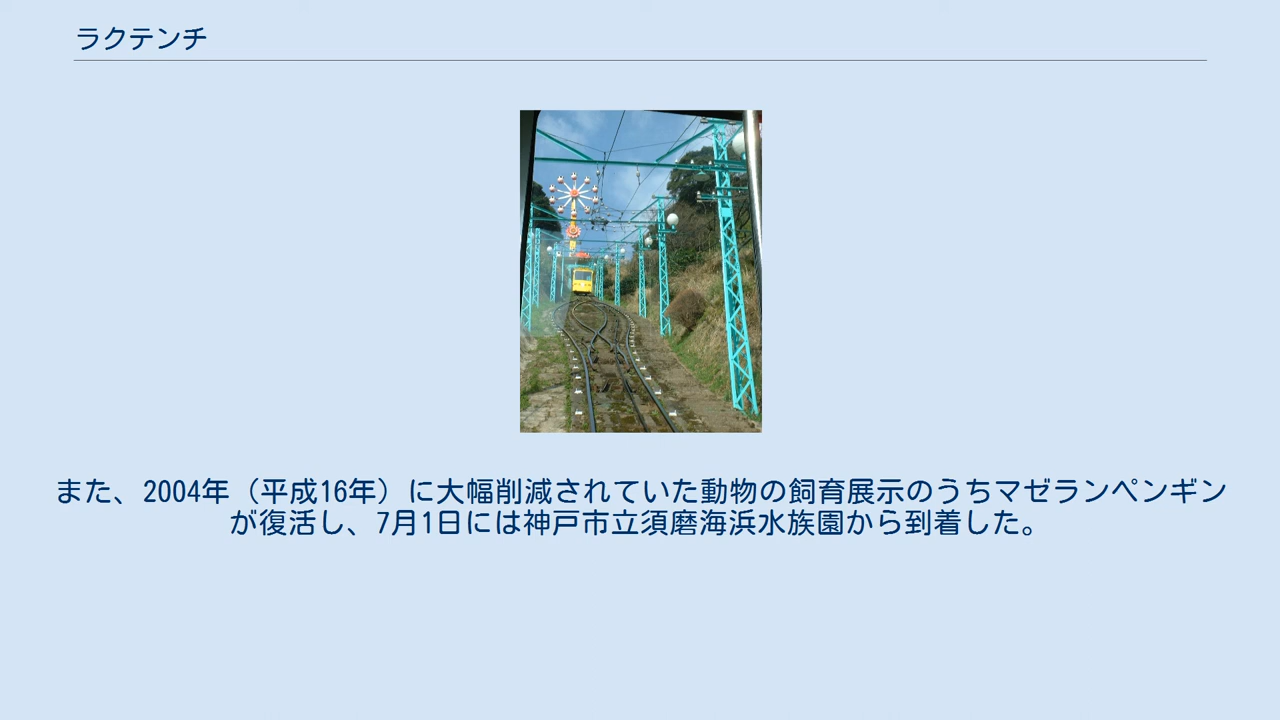 ラクテンチ
また、2004年（平成16年）に大幅削減されていた動物の飼育展示のうちマゼランペンギン
が復活し、7月1日には神戸市立須磨海浜水族園から到着した。